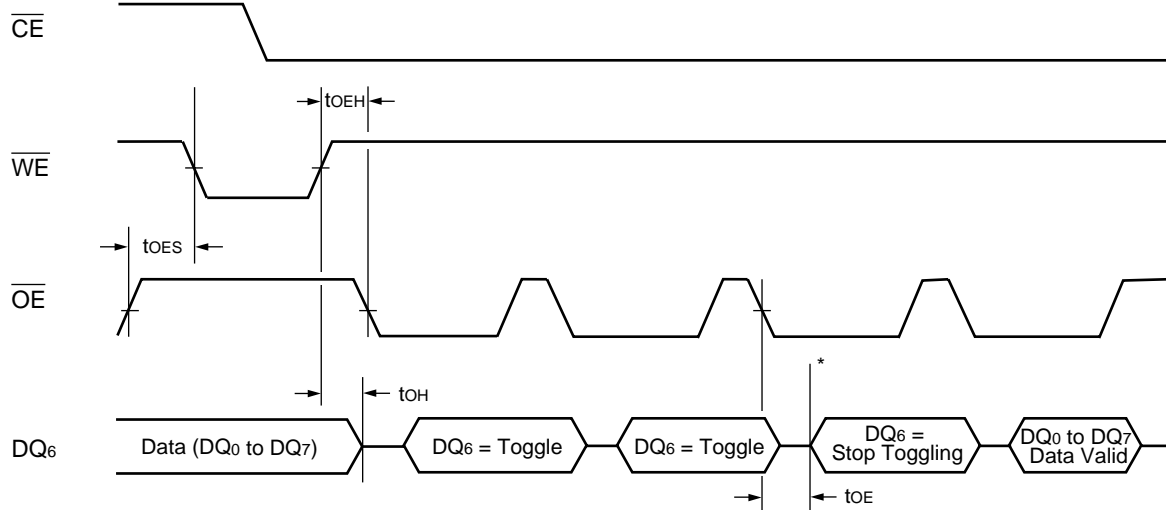 CE
tOEH
WE
tOES
OE
*
tOH
DQ6
Data (DQ0 to DQ7)
DQ6 = Toggle
DQ6 = Toggle
DQ6 =
Stop Toggling
DQ0 to DQ7
Data Valid
tOE